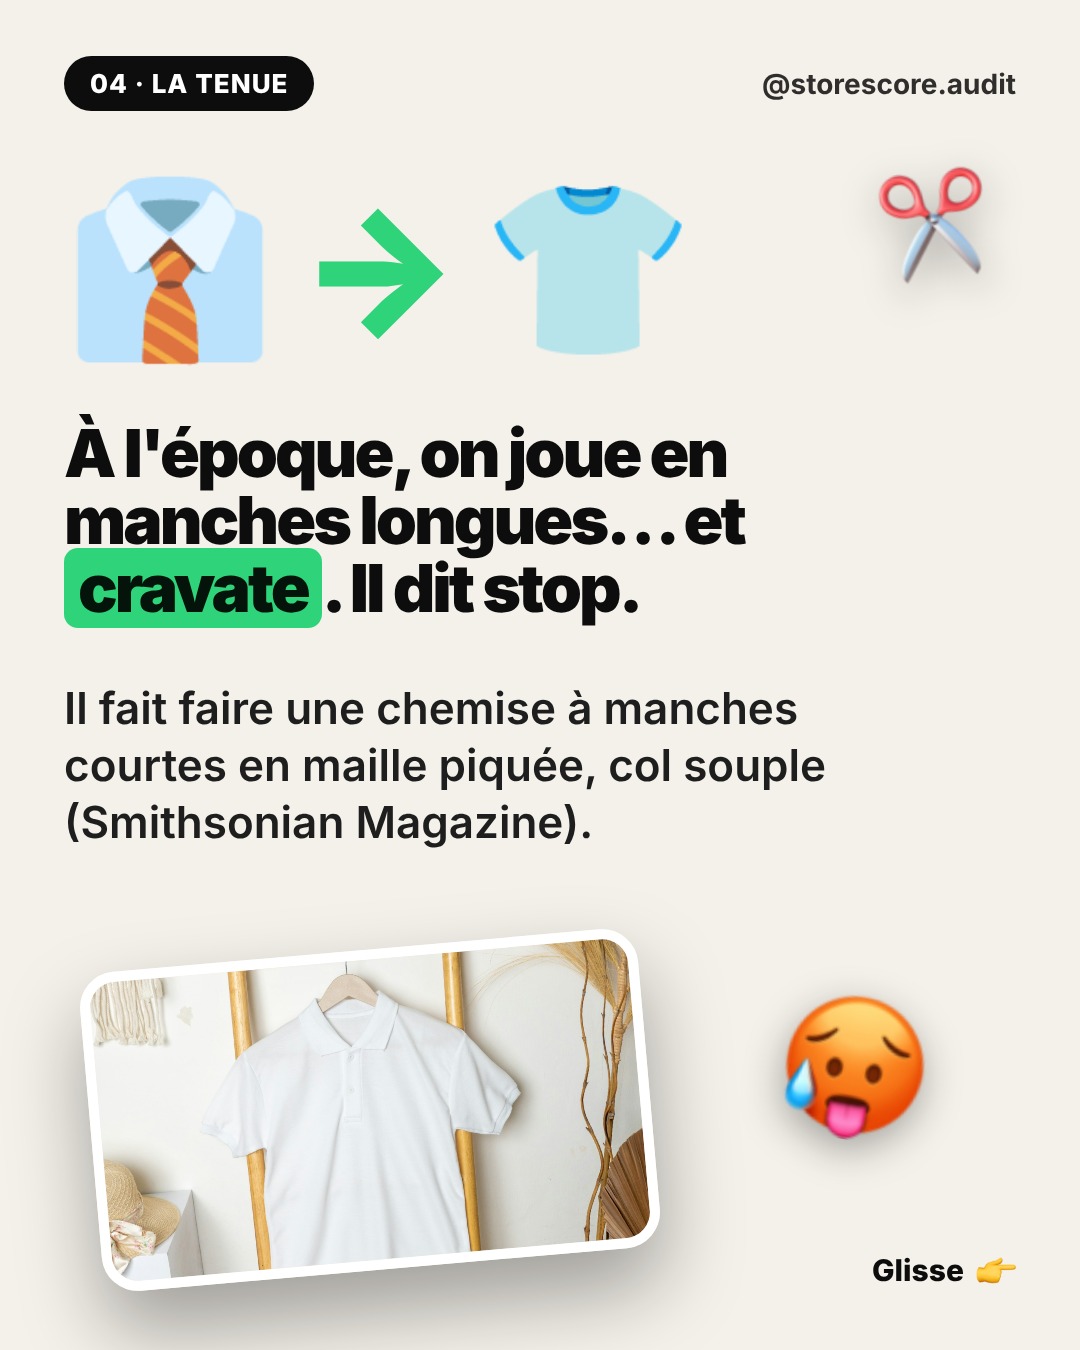 04 · LA TENUE
@storescore.audit
À l'époque, on joue en
manches longues… et
cravate. Il dit stop.
Il fait faire une chemise à manches
courtes en maille piquée, col souple
(Smithsonian Magazine).
Glisse 👉